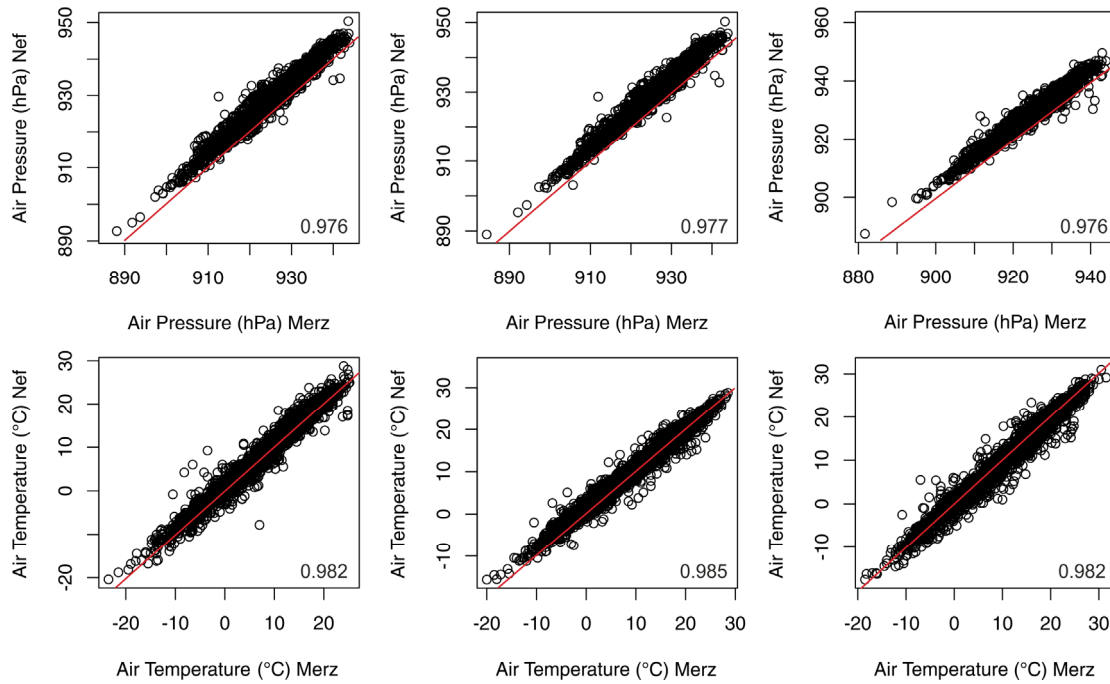 Air Pressure (hPa) Nef
950
930
910
890
0.976
890 910 930
Air Pressure (hPa) Merz
Air Pressure (hPa) Nef
950
930
910
890
0.977
890 910 930
Air Pressure (hPa) Merz
Air Pressure (hPa) Nef
960
940
920
900
0.976
880 900 920 940
Air Pressure (hPa) Merz
Air Temperature (°C) Nef
30
20
10
0
-10
-20
0.982
-20 -10 0 10 20
Air Temperature (°C) Merz
Air Temperature (°C) Nef
30
20
10
0
-10
0.985
-20 -10 0 10 20 30
Air Temperature (°C) Merz
Air Temperature (°C) Nef
30
20
10
0
-10
0.982
-20 -10 0 10 20 30
Air Temperature (°C) Merz